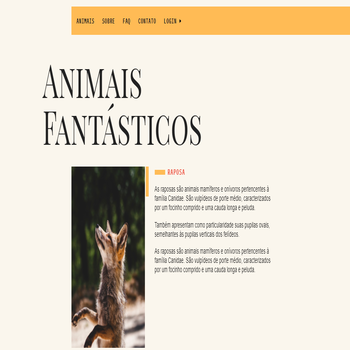 ANIMAIS SOBRE FAQ CONTATO LOGIN
ANIMAIS
FANTÁSTICOS
RAPOSA
As raposas são animais mamíferos e onívoros pertencentes à
família Canidae. São vulpídeos de porte médio, caracterizados
por um focinho comprido e uma cauda longa e peluda.
Também apresentam como particularidade suas pupilas ovais,
semelhantes às pupilas verticais dos felídeos.
As raposas são animais mamíferos e onívoros pertencentes à
família Canidae. São vulpídeos de porte médio, caracterizados
por um focinho comprido e uma cauda longa e peluda.